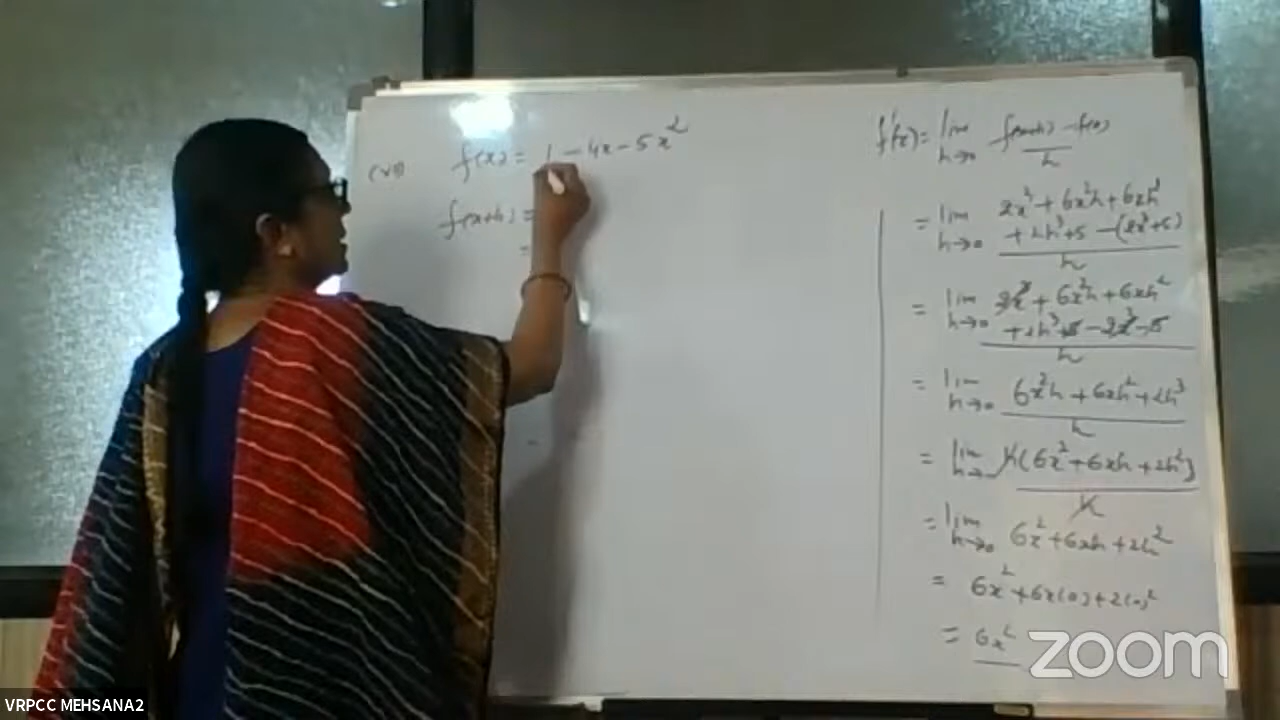 (vii) f(x) = 1 - 4x - 5x²
f(x+h) =
=
f'(x) = lim h→0 f(x+h) - f(x) / h
= lim h→0 2x³ + 6x²h + 6xh² + 2h³ + 5 - (2x³ + 5) / h
= lim h→0 2x³ + 6x²h + 6xh² + 2h³ + 5 - 2x³ - 5 / h
= lim h→0 6x²h + 6xh² + 2h³ / h
= lim h→ h(6x² + 6xh + 2h²) / h
= lim h→0 6x² + 6xh + 2h²
= 6x² + 6x(0) + 2(0)²
= 6x²
zoom
VRPCC MEHSANA2